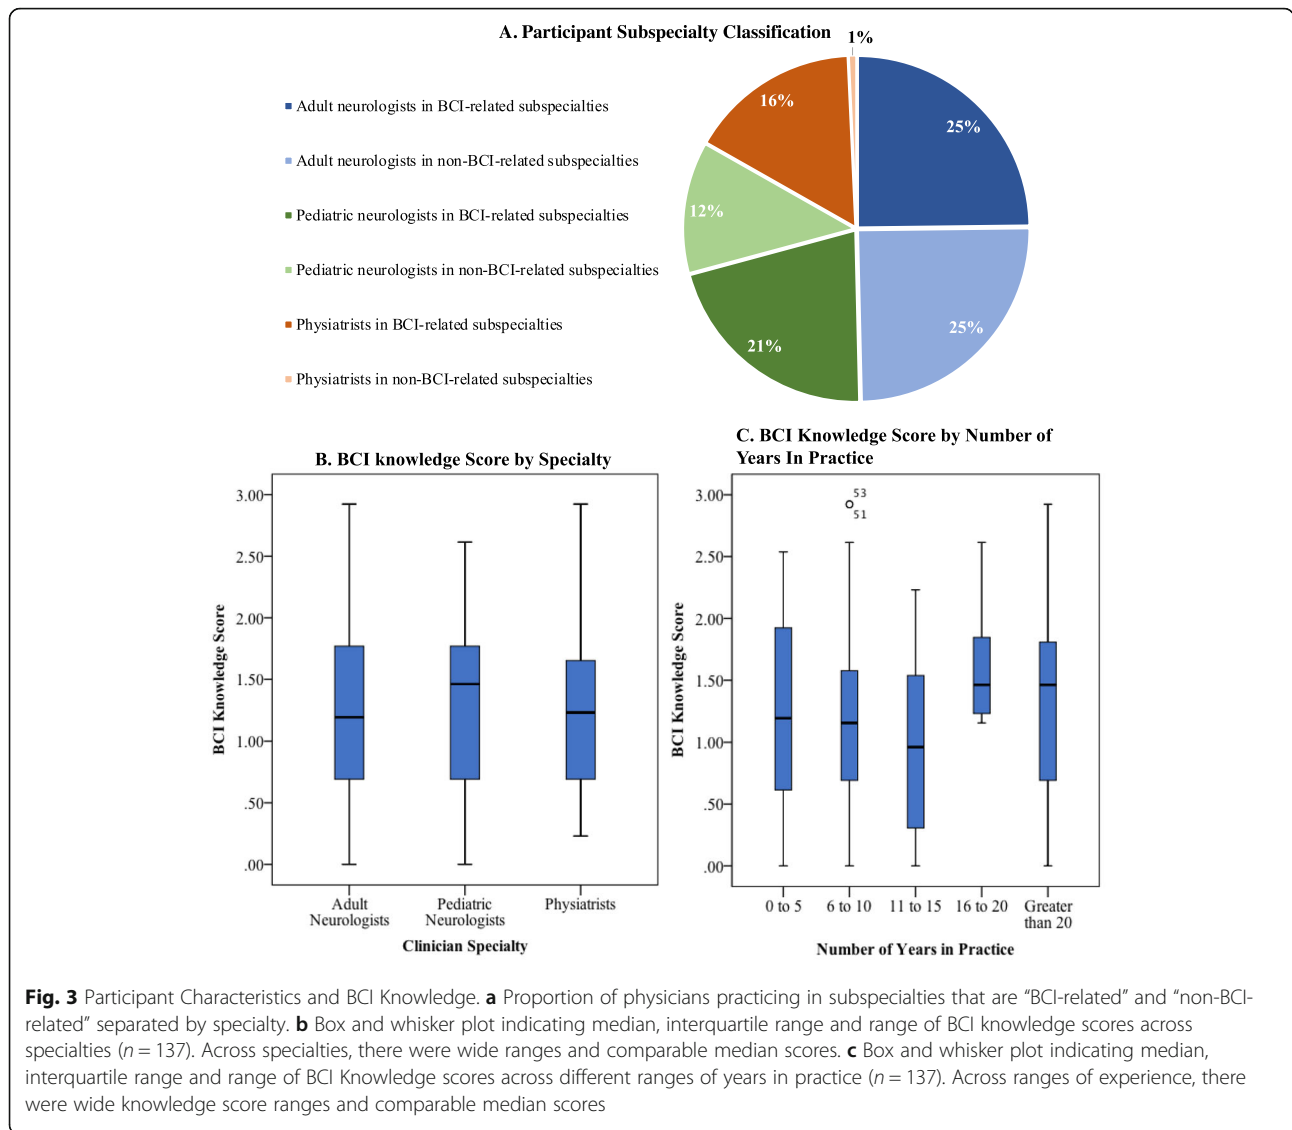 A. Participant Subspecialty Classification
1%
Adult neurologists in BCI-related subspecialties
Adult neurologists in non-BCI-related subspecialties
Pediatric neurologists in BCI-related subspecialties
Pediatric neurologists in non-BCI-related subspecialties
Physiatrists in BCI-related subspecialties
Physiatrists in non-BCI-related subspecialties
16%
25%
12%
25%
21%
B. BCI knowledge Score by Specialty
BCI Knowledge Score
3.00
2.50
2.00
1.50
1.00
.50
.00
Adult
Neurologists
Pediatric
Neurologists
Physiatrists
Clinician Specialty
C. BCI Knowledge Score by Number of
Years In Practice
BCI Knowledge Score
3.00
2.50
2.00
1.50
1.00
.50
.00
53
51
0 to 5
6 to 10
11 to 15
16 to 20
Greater
than 20
Number of Years in Practice
Fig. 3 Participant Characteristics and BCI Knowledge. a Proportion of physicians practicing in subspecialties that are “BCI-related” and “non-BCI-
related” separated by specialty. b Box and whisker plot indicating median, interquartile range and range of BCI knowledge scores across
specialties (n = 137). Across specialties, there were wide ranges and comparable median scores. c Box and whisker plot indicating median,
interquartile range and range of BCI Knowledge scores across different ranges of years in practice (n = 137). Across ranges of experience, there
were wide knowledge score ranges and comparable median scores